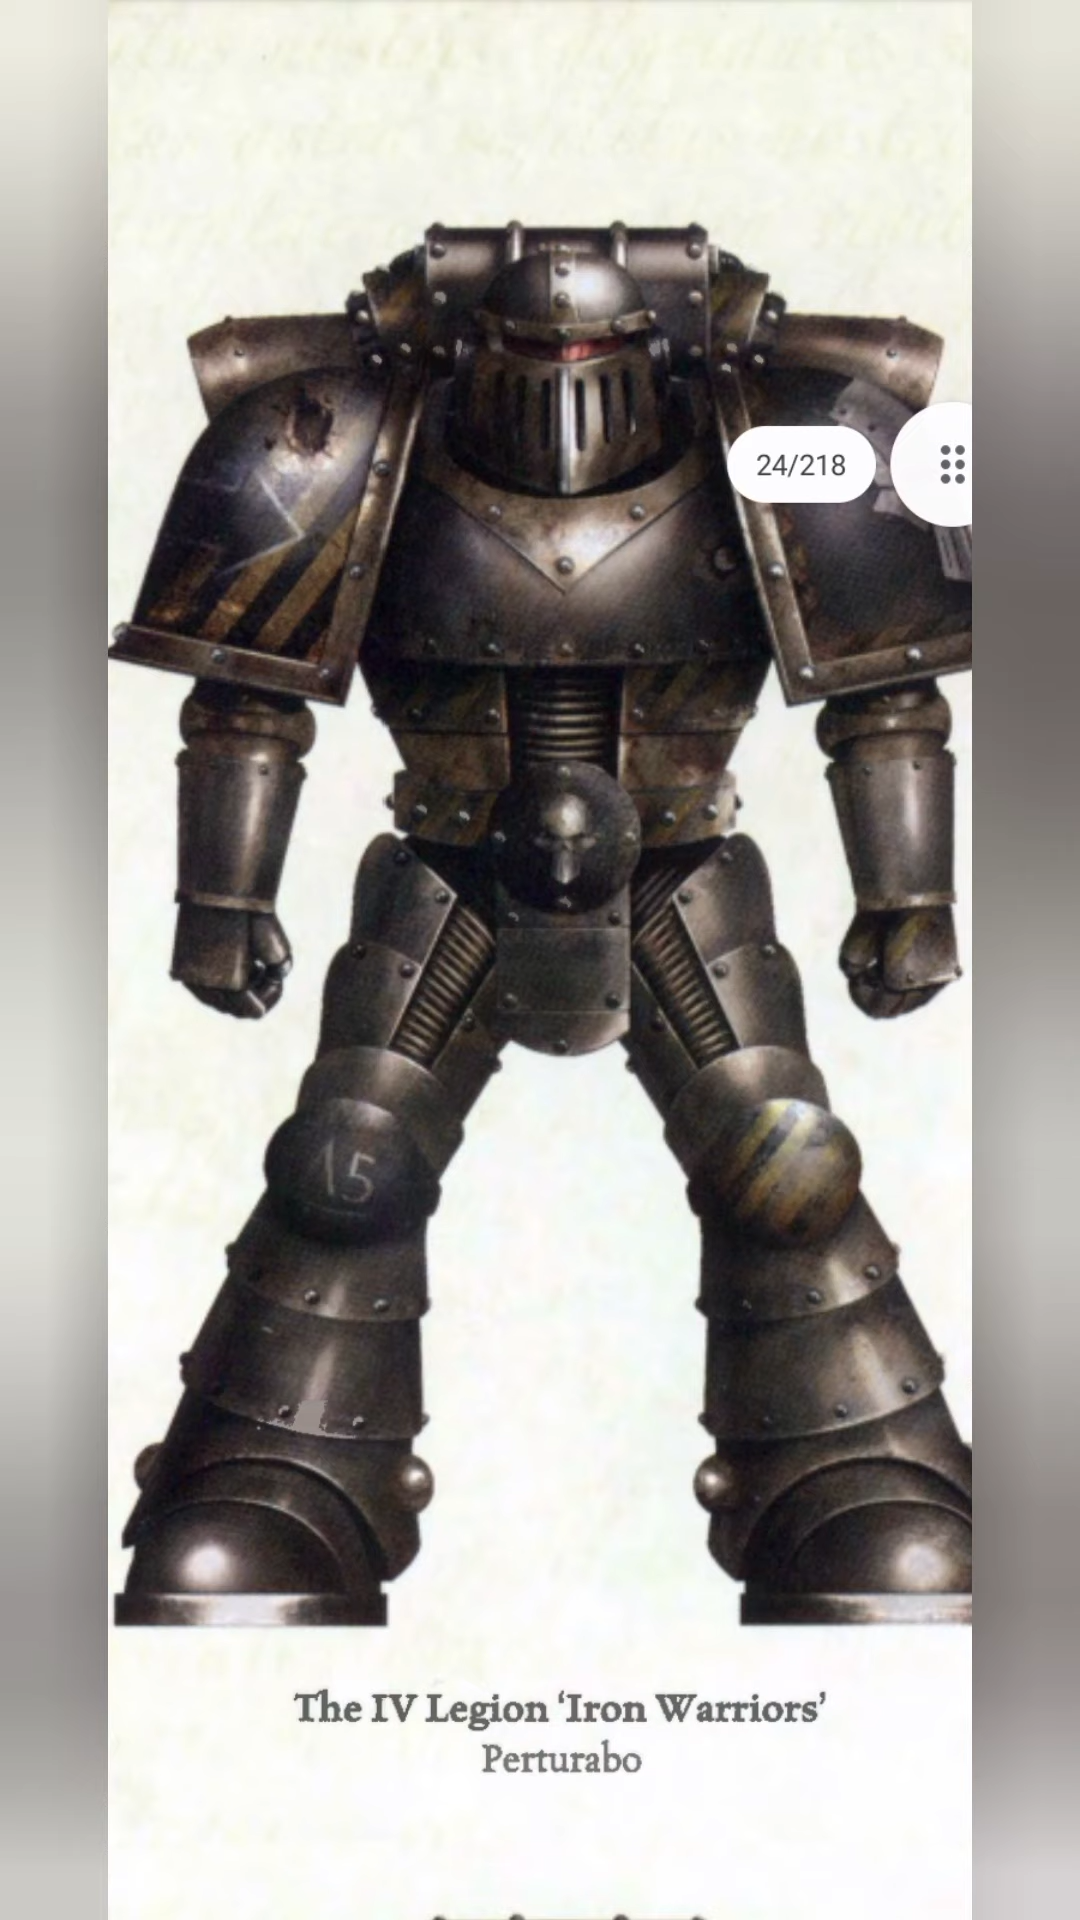 24/218
15
The IV Legion ‘Iron Warriors’
Perturabo